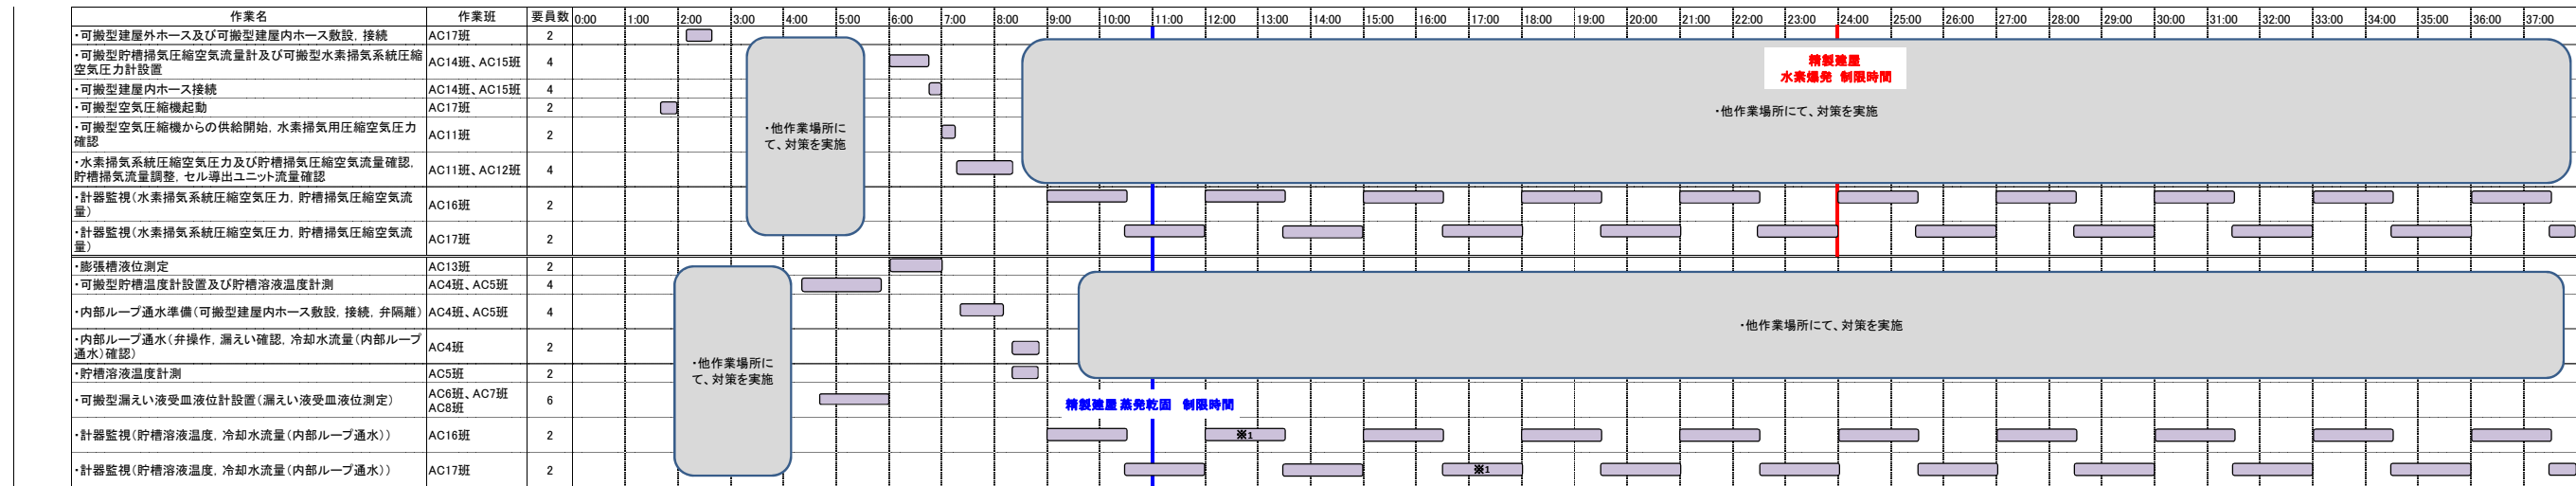 作業名 作業班 要員数 0:00 1:00 2:00 3:00 4:00 5:00 6:00 7:00 8:00 9:00 10:00 11:00 12:00 13:00 14:00 15:00 16:00 17:00 18:00 19:00 20:00 21:00 22:00 23:00 24:00 25:00 26:00 27:00 28:00 29:00 30:00 31:00 32:00 33:00 34:00 35:00 36:00 37:00
・可搬型建屋外ホース及び可搬型建屋内ホース敷設，接続 AC17班 2
・可搬型貯槽掃気圧縮空気流量計及び可搬型水素掃気系統圧縮
空気圧力計設置 AC14班、AC15班 4
・可搬型建屋内ホース接続 AC14班、AC15班 4
・可搬型空気圧縮機起動 AC17班 2
・可搬型空気圧縮機からの供給開始，水素掃気用圧縮空気圧力
確認 AC11班 2
・水素掃気系統圧縮空気圧力及び貯槽掃気圧縮空気流量確認，
貯槽掃気流量調整，セル導出ユニット流量確認 AC11班、AC12班 4
・計器監視（水素掃気系統圧縮空気圧力，貯槽掃気圧縮空気流
量） AC16班 2
・計器監視（水素掃気系統圧縮空気圧力，貯槽掃気圧縮空気流
量） AC17班 2
・他作業場所に
て、対策を実施
精製建屋
水素爆発 制限時間
・他作業場所にて、対策を実施
・膨張槽液位測定 AC13班 2
・可搬型貯槽温度計設置及び貯槽溶液温度計測 AC4班、AC5班 4
・内部ループ通水準備（可搬型建屋内ホース敷設，接続，弁隔離） AC4班、AC5班 4
・内部ループ通水（弁操作，漏えい確認，冷却水流量（内部ループ
通水）確認） AC4班 2
・貯槽溶液温度計測 AC5班 2
・可搬型漏えい液受皿液位計設置（漏えい液受皿液位測定） AC6班、AC7班
AC8班 6
・計器監視（貯槽溶液温度，冷却水流量（内部ループ通水）） AC16班 2
・計器監視（貯槽溶液温度，冷却水流量（内部ループ通水）） AC17班 2
・他作業場所に
て、対策を実施
・他作業場所にて、対策を実施
精製建屋 蒸発乾固　制限時間
※1
※1